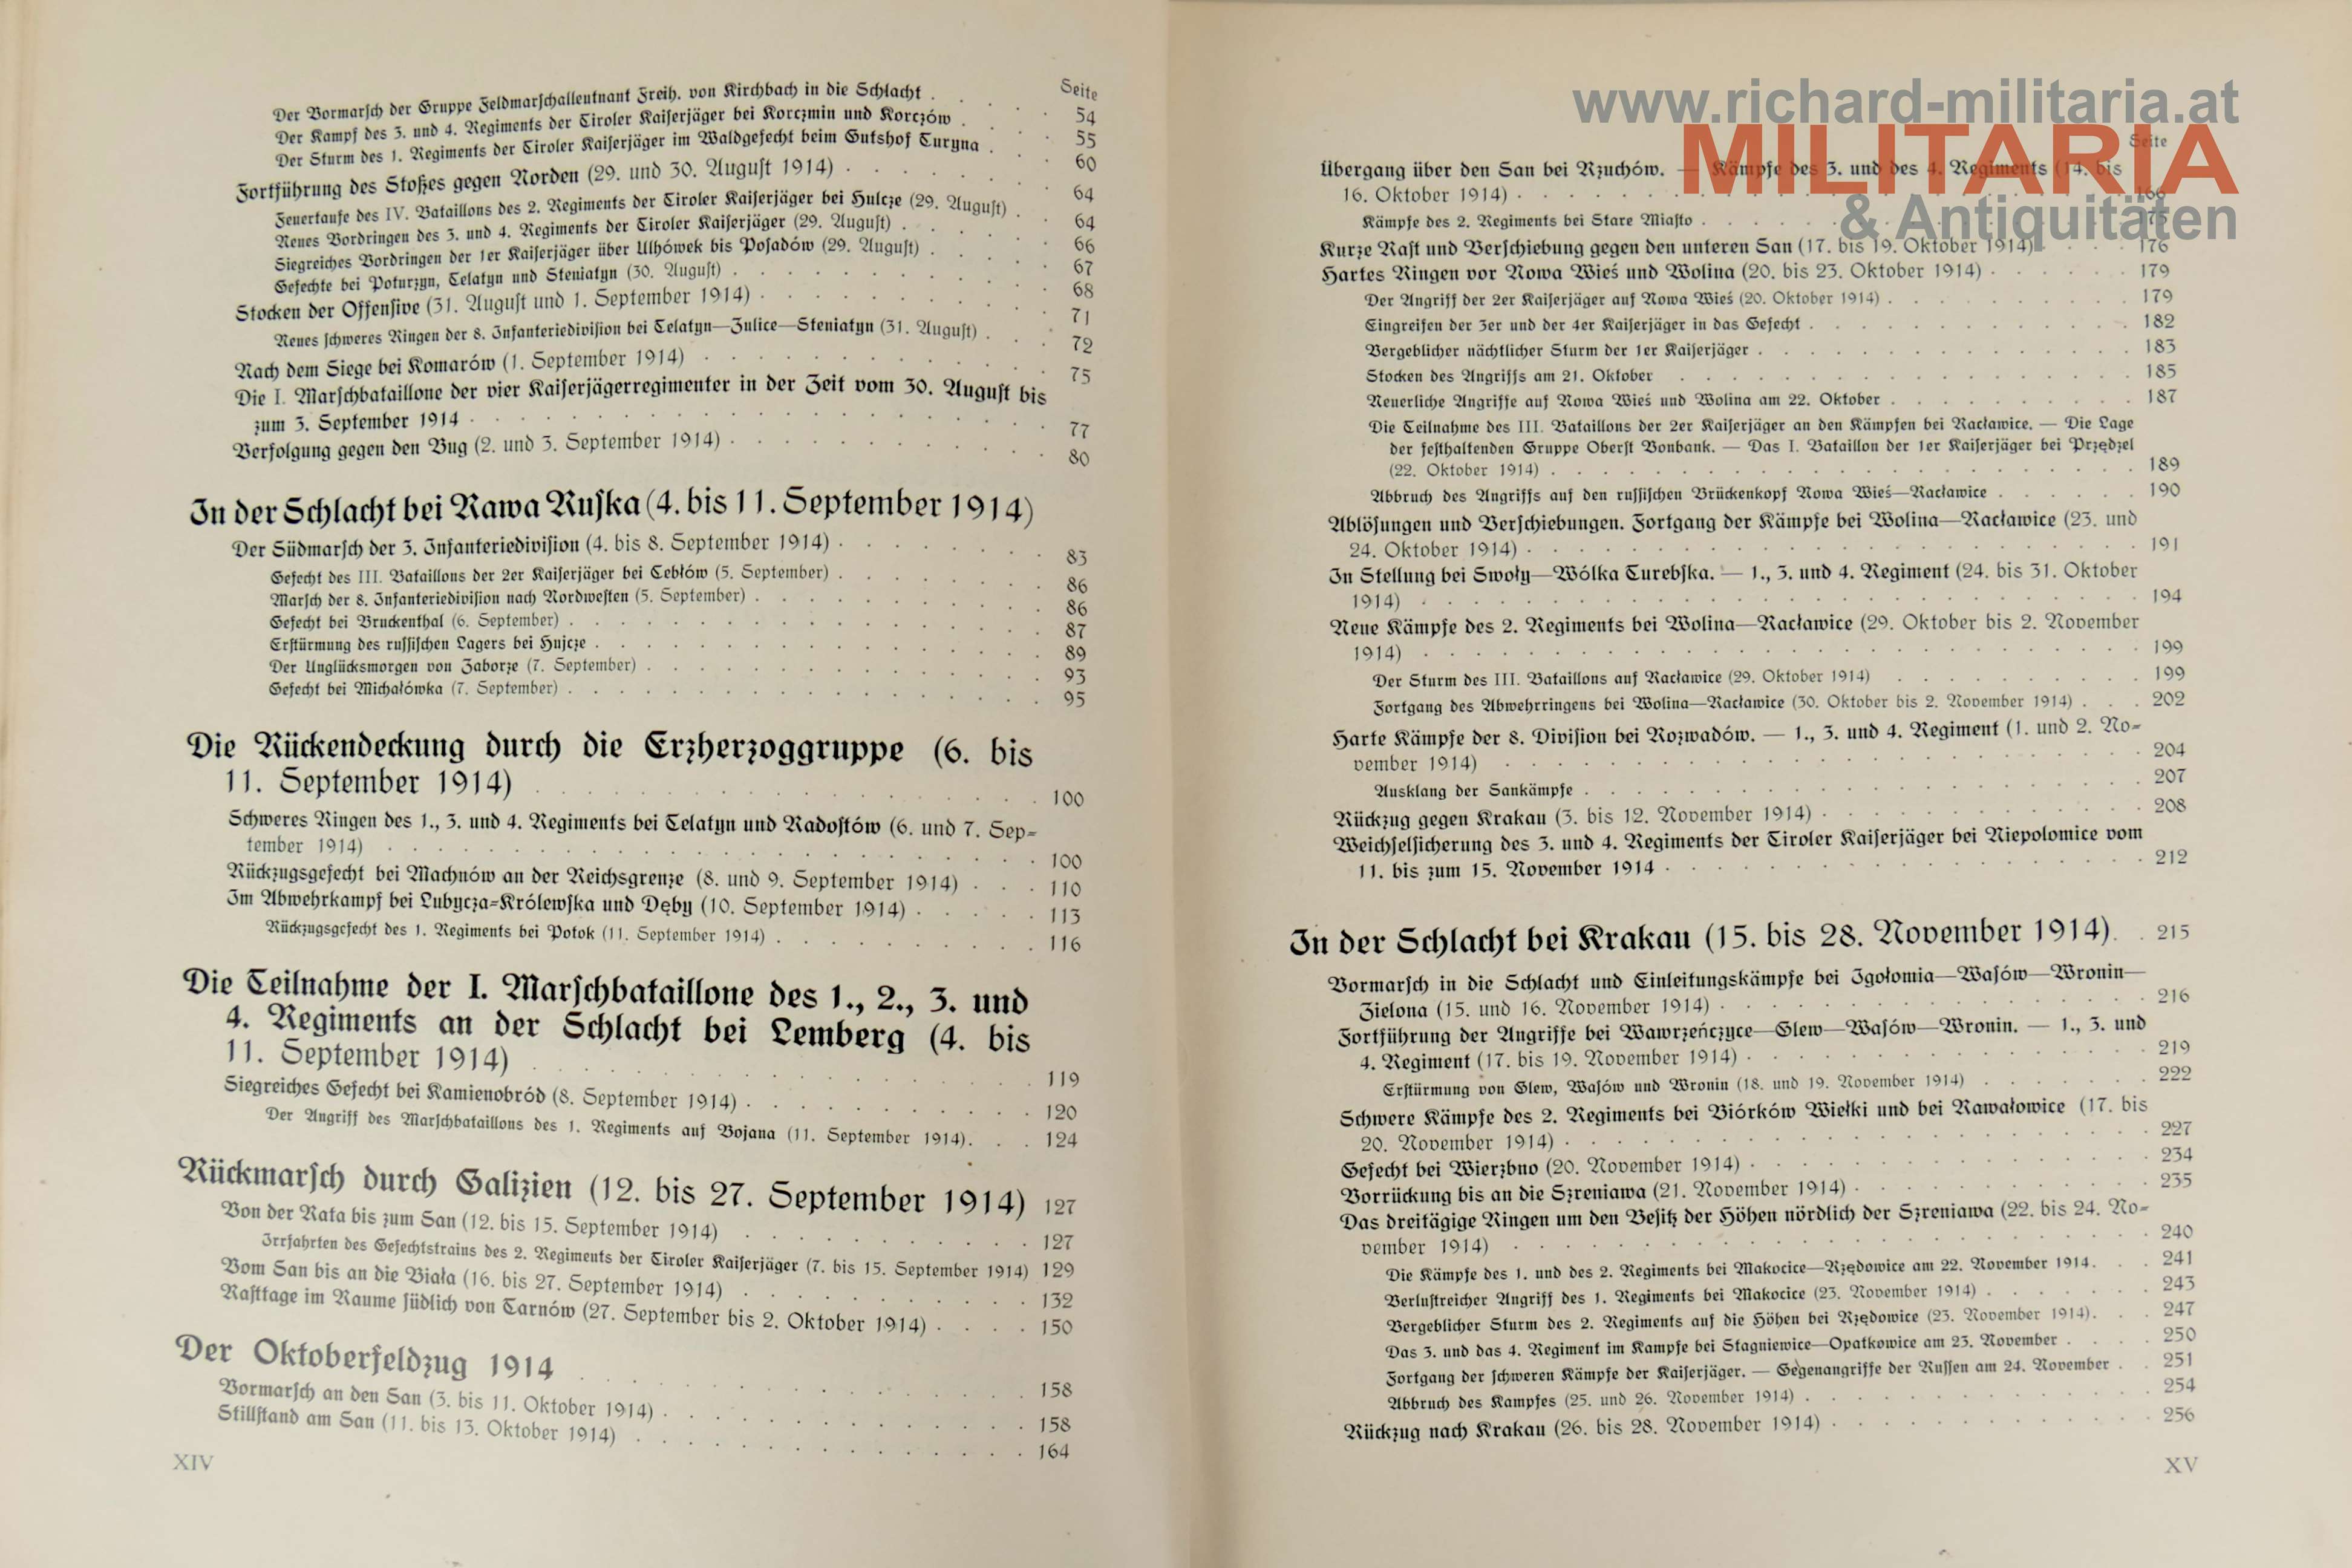 Seite
Der Vormarsch der Gruppe Feldmarschalleutnant Freih. von Kirchbach in die Schlacht . . . 54
Der Kampf des 3. und 4. Regiments der Tiroler Kaiserjäger bei Korczmin und Korczów . . . 55
Der Sturm des 1. Regiments der Tiroler Kaiserjäger im Waldgefecht beim Gutshof Turyna . . . 60
Fortführung des Stoßes gegen Norden (29. und 30. August 1914) . . . 64
Feuertaufe des IV. Bataillons des 2. Regiments der Tiroler Kaiserjäger bei Hulcze (29. August) . . . 64
Neues Vordringen des 3. und 4. Regiments der Tiroler Kaiserjäger (29. August) . . . 66
Siegreiches Vordringen der 1er Kaiserjäger über Ulhówek bis Posadów (29. August) . . . 67
Gefechte bei Poturzyn, Telatyn und Steniatyn (30. August) . . . 68
Stocken der Offensive (31. August und 1. September 1914) . . . 71
Neues schweres Ringen der 8. Infanteriedivision bei Telatyn—Zulice—Steniatyn (31. August) . . . 72
Nach dem Siege bei Komarów (1. September 1914) . . . 75
Die I. Marschbataillone der vier Kaiserjägerregimenter in der Zeit vom 30. August bis
zum 3. September 1914 . . . 77
Verfolgung gegen den Bug (2. und 3. September 1914) . . . 80
In der Schlacht bei Rawa Ruska (4. bis 11. September 1914)
Der Südmarsch der 3. Infanteriedivision (4. bis 8. September 1914) . . . 83
Gefecht des III. Bataillons der 2er Kaiserjäger bei Tebłów (5. September) . . . 86
Marsch der 8. Infanteriedivision nach Nordwesten (5. September) . . . 86
Gefecht bei Bruckenthal (6. September) . . . 87
Erstürmung des russischen Lagers bei Hujcze . . . 89
Der Unglücksmorgen von Zaborze (7. September) . . . 93
Gefecht bei Michałówka (7. September) . . . 95
Die Rückendeckung durch die Erzherzoggruppe (6. bis
11. September 1914) . . . 100
Schweres Ringen des 1., 3. und 4. Regiments bei Telatyn und Radostów (6. und 7. Sep-
tember 1914) . . . 100
Rückzugsgefecht bei Machnów an der Reichsgrenze (8. und 9. September 1914) . . . 110
Im Abwehrkampf bei Lubycza-Królewska und Dęby (10. September 1914) . . . 113
Rückzugsgefecht des 1. Regiments bei Potok (11. September 1914) . . . 116
Die Teilnahme der I. Marschbataillone des 1., 2., 3. und
4. Regiments an der Schlacht bei Lemberg (4. bis
11. September 1914) . . . 119
Siegreiches Gefecht bei Kamienobród (8. September 1914) . . . 120
Der Angriff des Marschbataillons des 1. Regiments auf Bojana (11. September 1914) . . . 124
Rückmarsch durch Galizien (12. bis 27. September 1914) 127
Von der Rata bis zum San (12. bis 15. September 1914) . . . 127
Irrfahrten des Gefechtstrains des 2. Regiments der Tiroler Kaiserjäger (7. bis 15. September 1914) 129
Vom San bis an die Biała (16. bis 27. September 1914) . . . 132
Rasttage im Raume südlich von Tarnów (27. September bis 2. Oktober 1914) . . . 150
Der Oktoberfeldzug 1914 . . . 158
Vormarsch an den San (3. bis 11. Oktober 1914) . . . 158
Stillstand am San (11. bis 13. Oktober 1914) . . . 164
XIV
www.richard-militaria.at
MILITARIA
& Antiquitäten
Seite
Übergang über den San bei Rzuchów. — Kämpfe des 3. und des 4. Regiments (14. bis
16. Oktober 1914) . . . 166
Kämpfe des 2. Regiments bei Stare Miasto . . . 175
Kurze Rast und Verschiebung gegen den unteren San (17. bis 19. Oktober 1914) . . . 176
Hartes Ringen vor Nowa Wieś und Wolina (20. bis 23. Oktober 1914) . . . 179
Der Angriff der 2er Kaiserjäger auf Nowa Wieś (20. Oktober 1914) . . . 179
Eingreifen der 3er und der 4er Kaiserjäger in das Gefecht . . . 182
Vergeblicher nächtlicher Sturm der 1er Kaiserjäger . . . 183
Stocken des Angriffs am 21. Oktober . . . 185
Neuerliche Angriffe auf Nowa Wieś und Wolina am 22. Oktober . . . 187
Die Teilnahme des III. Bataillons der 2er Kaiserjäger an den Kämpfen bei Racławice. — Die Lage
der festhaltenden Gruppe Oberst Vonbank. — Das I. Bataillon der 1er Kaiserjäger bei Przędzel
(22. Oktober 1914) . . . 189
Abbruch des Angriffs auf den russischen Brückenkopf Nowa Wieś—Racławice . . . 190
Ablösungen und Verschiebungen. Fortgang der Kämpfe bei Wolina—Racławice (23. und
24. Oktober 1914) . . . 191
In Stellung bei Swoły—Wólka Turebska. — 1., 3. und 4. Regiment (24. bis 31. Oktober
1914) . . . 194
Neue Kämpfe des 2. Regiments bei Wolina—Racławice (29. Oktober bis 2. November
1914) . . . 199
Der Sturm des III. Bataillons auf Racławice (29. Oktober 1914) . . . 199
Fortgang des Abwehrringens bei Wolina—Racławice (30. Oktober bis 2. November 1914) . . . 202
Harte Kämpfe der 8. Division bei Rozwadów. — 1., 3. und 4. Regiment (1. und 2. No-
vember 1914) . . . 204
Ausklang der Sankämpfe . . . 207
Rückzug gegen Krakau (3. bis 12. November 1914) . . . 208
Weichselsicherung des 3. und 4. Regiments der Tiroler Kaiserjäger bei Niepolomice vom
11. bis zum 15. November 1914 . . . 212
In der Schlacht bei Krakau (15. bis 28. November 1914) . . 215
Vormarsch in die Schlacht und Einleitungskämpfe bei Igołomia—Wasów—Wronin—
Zielona (15. und 16. November 1914) . . . 216
Fortführung der Angriffe bei Wawrzeńczyce—Glew—Wasów—Wronin. — 1., 3. und
4. Regiment (17. bis 19. November 1914) . . . 219
Erstürmung von Glew, Wasów und Wronin (18. und 19. November 1914) . . . 222
Schwere Kämpfe des 2. Regiments bei Biórków Wielki und bei Rawałowice (17. bis
20. November 1914) . . . 227
Gefecht bei Wierzbno (20. November 1914) . . . 234
Vorrückung bis an die Szreniawa (21. November 1914) . . . 235
Das dreitägige Ringen um den Besitz der Höhen nördlich der Szreniawa (22. bis 24. No-
vember 1914) . . . 240
Die Kämpfe des 1. und des 2. Regiments bei Makocice—Rzędowice am 22. November 1914 . . . 241
Verlustreicher Angriff des 1. Regiments bei Makocice (23. November 1914) . . . 243
Vergeblicher Sturm des 2. Regiments auf die Höhen bei Rzędowice (23. November 1914) . . . 247
Das 3. und das 4. Regiment im Kampfe bei Stagniewice—Opatkowice am 23. November . . . 250
Fortgang der schweren Kämpfe der Kaiserjäger. — Gegenangriffe der Russen am 24. November . . 251
Abbruch des Kampfes (25. und 26. November 1914) . . . 254
Rückzug nach Krakau (26. bis 28. November 1914) . . . 256
XV